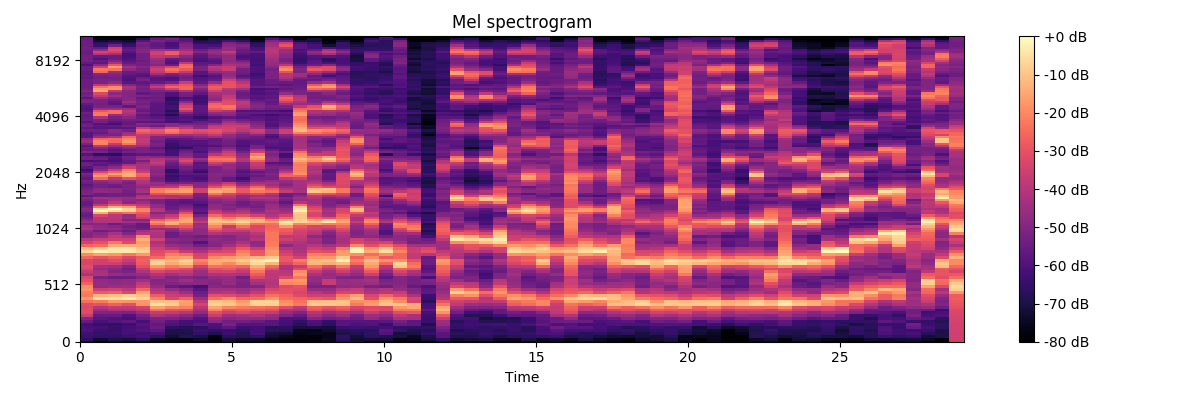 Mel spectrogram
8192
4096
2048
1024
512
0
Hz
0 5 10 15 20 25
Time
+0 dB
-10 dB
-20 dB
-30 dB
-40 dB
-50 dB
-60 dB
-70 dB
-80 dB